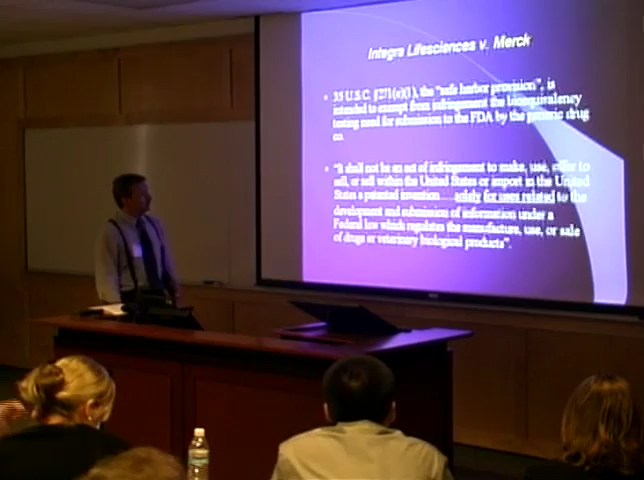 Integra Lifesciences v. Merck
35 U.S.C. §271(e)(1), the "safe harbor provision", is
intended to exempt from infringement the bioequivalency
testing need for submission to the FDA by the generic drug
co.
"It shall not be an act of infringement to make, use, offer to
sell, or sell within the United States or import in the United
States a patented invention ... solely for uses related to the
development and submission of information under a
Federal law which regulates the manufacture, use, or sale
of drugs or veterinary biological products".